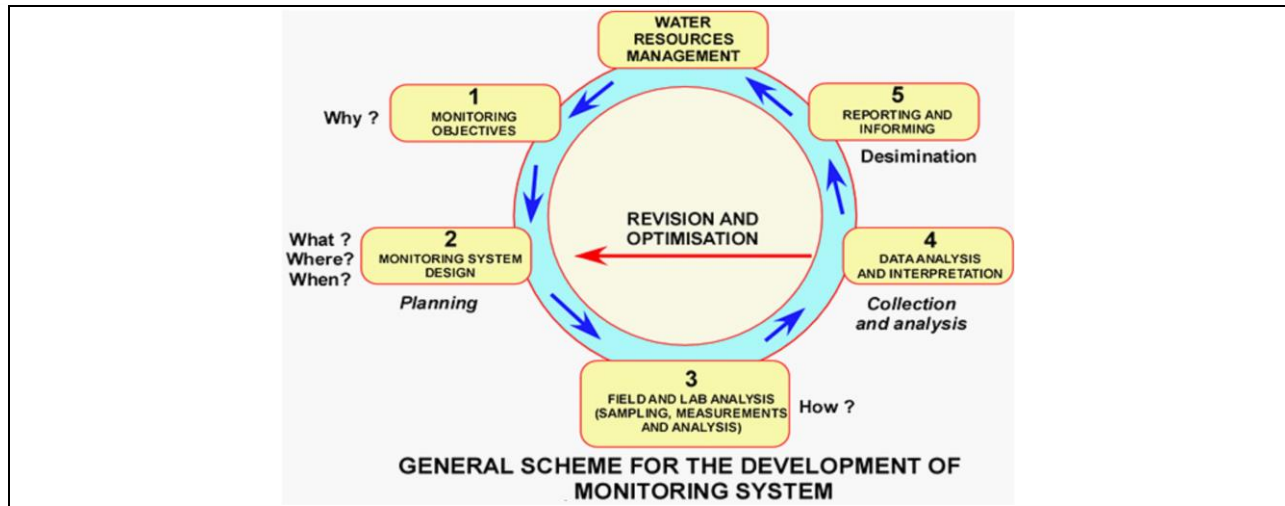 WATER
RESOURCES
MANAGEMENT
Why ?
1
MONITORING
OBJECTIVES
5
REPORTING AND
INFORMING
Desimination
REVISION AND
OPTIMISATION
What ?
Where?
When?
2
MONITORING SYSTEM
DESIGN
Planning
4
DATA ANALYSIS
AND INTERPRETATION
Collection
and analysis
3
FIELD AND LAB ANALYSIS
(SAMPLING, MEASUREMENTS
AND ANALYSIS)
How ?
GENERAL SCHEME FOR THE DEVELOPMENT OF
MONITORING SYSTEM